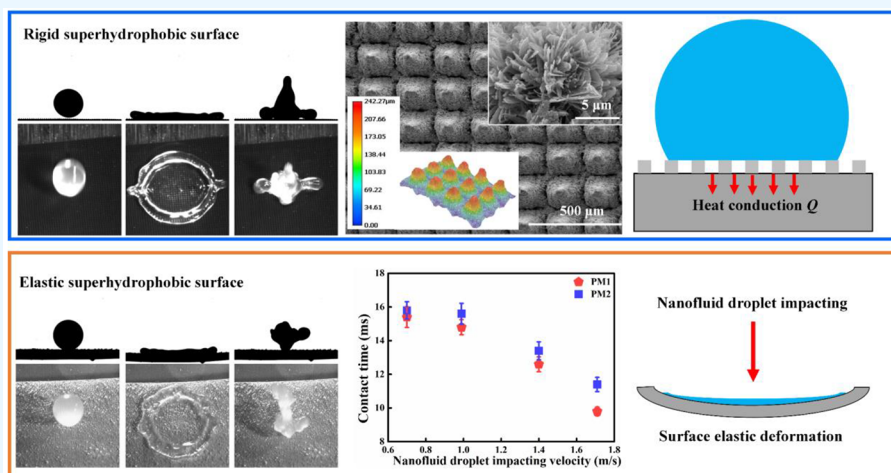 Rigid superhydrophobic surface
242.27μm
207.66
173.05
138.44
103.83
69.22
34.61
0.00
5 μm
500 μm
Heat conduction Q
Elastic superhydrophobic surface
Contact time (ms)
18
16
14
12
10
8
PM1
PM2
0.6
0.8
1.0
1.2
1.4
1.6
1.8
Nanofluid droplet impacting velocity (m/s)
Nanofluid droplet impacting
Surface elastic deformation